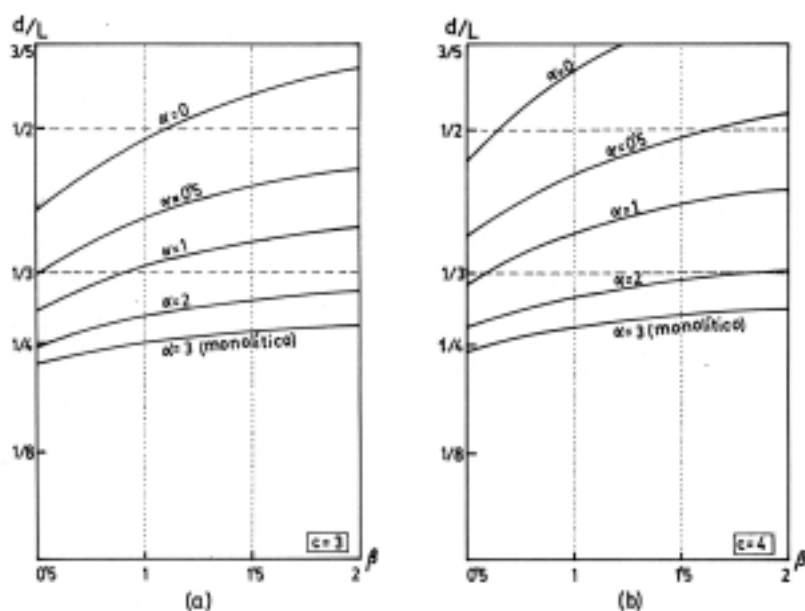 d/L
3/5
1/2
1/3
1/4
1/8
α=0
α=0'5
α=1
α=2
α=3 (monolítico)
c=3
0'5
1
1'5
2
β
(a)
d/L
3/5
1/2
1/3
1/4
1/8
α=0
α=0'5
α=1
α=2
α=3 (monolítico)
c=4
0'5
1
1'5
2
β
(b)